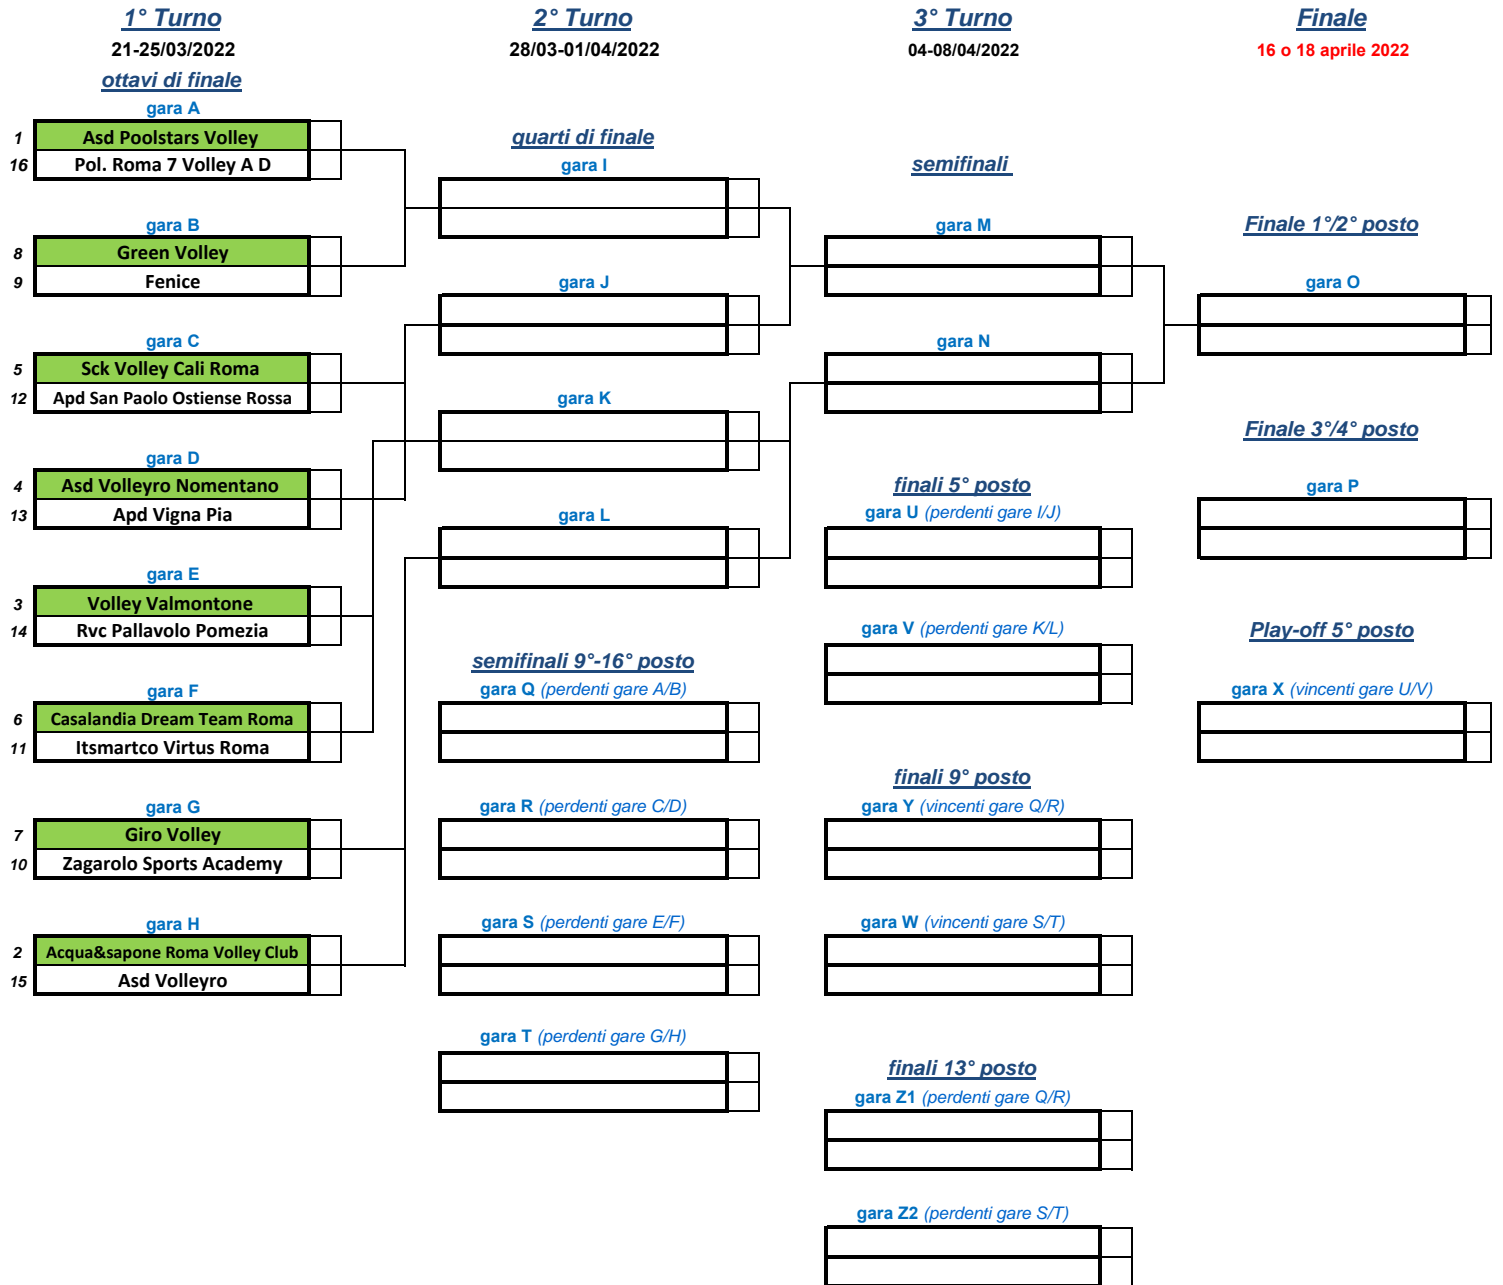 1° Turno
21-25/03/2022
ottavi di finale
gara A
1 Asd Poolstars Volley
16 Pol. Roma 7 Volley A D
gara B
8 Green Volley
9 Fenice
gara C
5 Sck Volley Cali Roma
12 Apd San Paolo Ostiense Rossa
gara D
4 Asd Volleyro Nomentano
13 Apd Vigna Pia
gara E
3 Volley Valmontone
14 Rvc Pallavolo Pomezia
gara F
6 Casalandia Dream Team Roma
11 Itsmartco Virtus Roma
gara G
7 Giro Volley
10 Zagarolo Sports Academy
gara H
2 Acqua&sapone Roma Volley Club
15 Asd Volleyro
2° Turno
28/03-01/04/2022
quarti di finale
gara I
gara J
gara K
gara L
semifinali 9°-16° posto
gara Q (perdenti gare A/B)
gara R (perdenti gare C/D)
gara S (perdenti gare E/F)
gara T (perdenti gare G/H)
3° Turno
04-08/04/2022
semifinali
gara M
gara N
finali 5° posto
gara U (perdenti gare I/J)
gara V (perdenti gare K/L)
finali 9° posto
gara Y (vincenti gare Q/R)
gara W (vincenti gare S/T)
finali 13° posto
gara Z1 (perdenti gare Q/R)
gara Z2 (perdenti gare S/T)
Finale
16 o 18 aprile 2022
Finale 1°/2° posto
gara O
Finale 3°/4° posto
gara P
Play-off 5° posto
gara X (vincenti gare U/V)